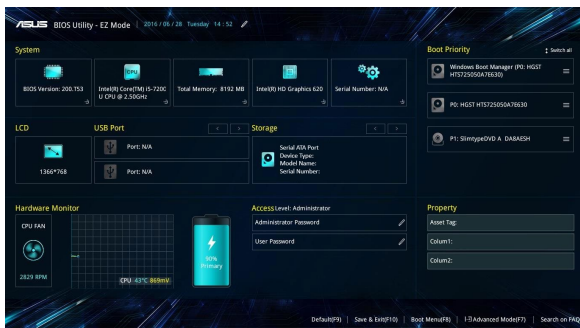 ASUS BIOS Utility - EZ Mode 2016/06/28 Tuesday 14:52
System
BIOS Version: 200.153
CPU
Intel(R) Core(TM) i5-7200
U CPU @ 2.50GHz
Total Memory: 8192 MB
Intel(R) HD Graphics 620
Serial Number: N/A
Boot Priority
Switch all
Windows Boot Manager (P0: HGST
HTS725050A7E630)
P0: HGST HTS725050A7E630
P1: SlimtypeDVD A DA8AESH
LCD
1366*768
USB Port
Port: N/A
Port: N/A
Storage
Serial ATA Port
Device Type:
Model Name:
Serial Number:
Hardware Monitor
CPU FAN
2829 RPM
CPU 43°C 869mV
90%
Primary
Access Level: Administrator
Administrator Password
User Password
Property
Asset Tag:
Colum1:
Colum2:
Default(F9) | Save & Exit(F10) | Boot Menu(F8) | Advanced Mode(F7) | Search on FAQ